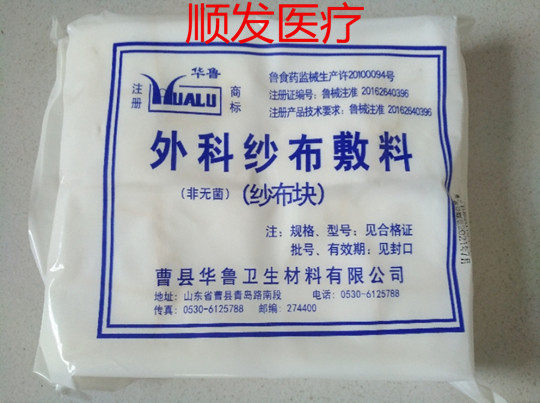 顺发医疗
华鲁
注册
HUALU
商标
鲁食药监械生产许20100094号
注册证编号：鲁械注准 20162640396
注册产品技术要求：鲁械注准 20162640396
外科纱布敷料
(非无菌) (纱布块)
注：规格、型号：见合格证
批号、有效期：见封口
曹县华鲁卫生材料有限公司
地址：山东省曹县青岛路南段 电话：0530-6125788
传真：0530-6125788 邮编：274400